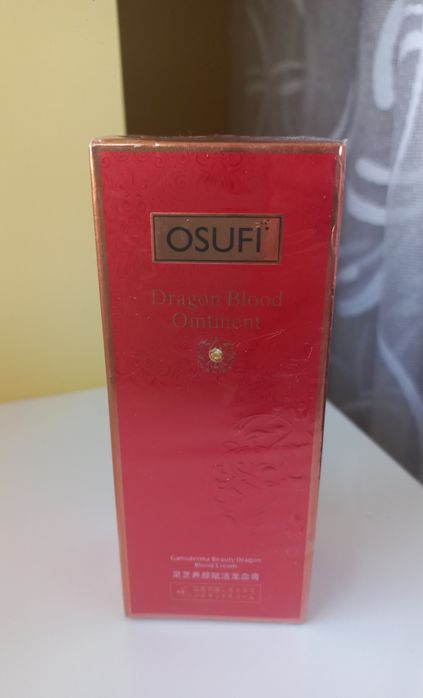 OSUFI
Dragon Blood
Ointment
Ganoderma Beauty Dragon
Blood Cream
灵芝养颜赋活龙血膏